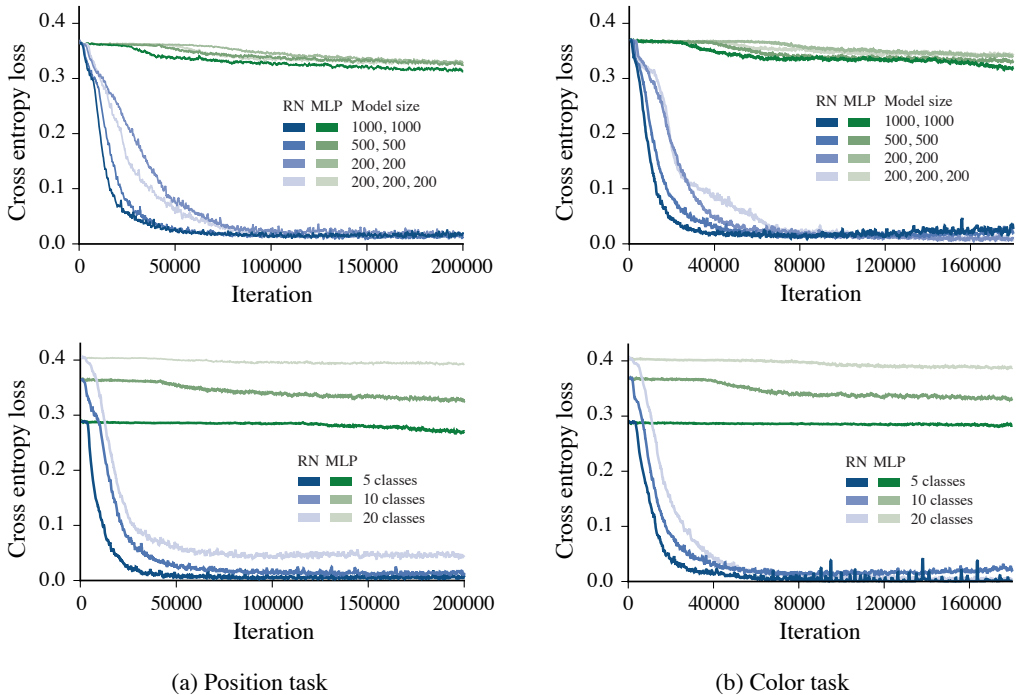 0.4
0.3
0.2
0.1
0.0
Cross entropy loss
RN MLP Model size
1000, 1000
500, 500
200, 200
200, 200, 200
0 50000 100000 150000 200000
Iteration
0.4
0.3
0.2
0.1
0.0
Cross entropy loss
RN MLP Model size
1000, 1000
500, 500
200, 200
200, 200, 200
0 40000 80000 120000 160000
Iteration
0.4
0.3
0.2
0.1
0.0
Cross entropy loss
RN MLP
5 classes
10 classes
20 classes
0 50000 100000 150000 200000
Iteration
0.4
0.3
0.2
0.1
0.0
Cross entropy loss
RN MLP
5 classes
10 classes
20 classes
0 40000 80000 120000 160000
Iteration
(a) Position task
(b) Color task